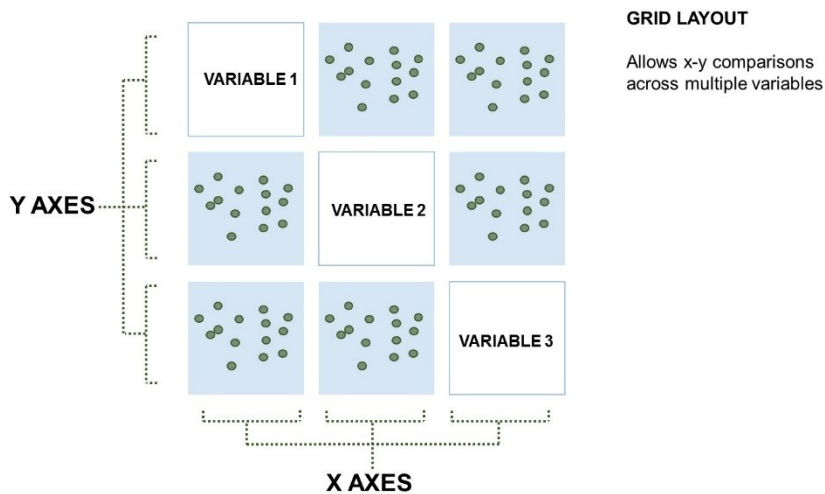 GRID LAYOUT
Allows x-y comparisons
across multiple variables
VARIABLE 1
Y AXES
VARIABLE 2
VARIABLE 3
X AXES